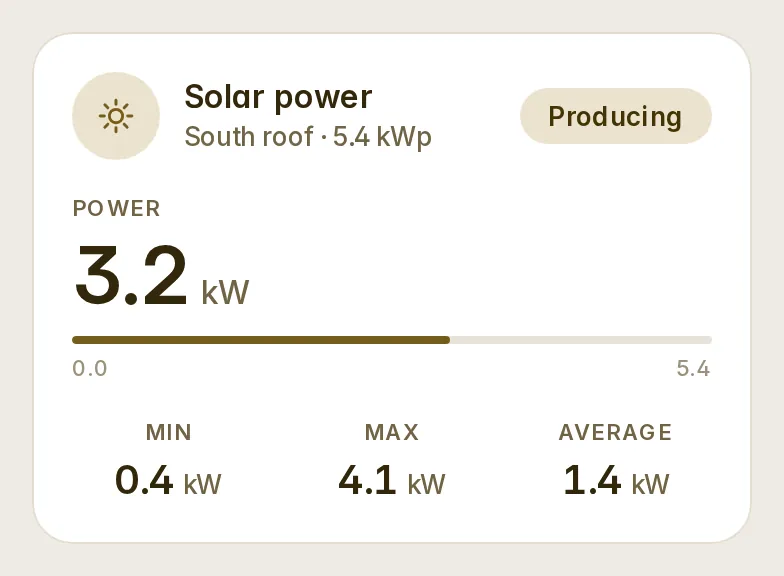 Solar power
South roof · 5.4 kWp
Producing
POWER
3.2 kW
0.0 5.4
MIN MAX AVERAGE
0.4 kW 4.1 kW 1.4 kW